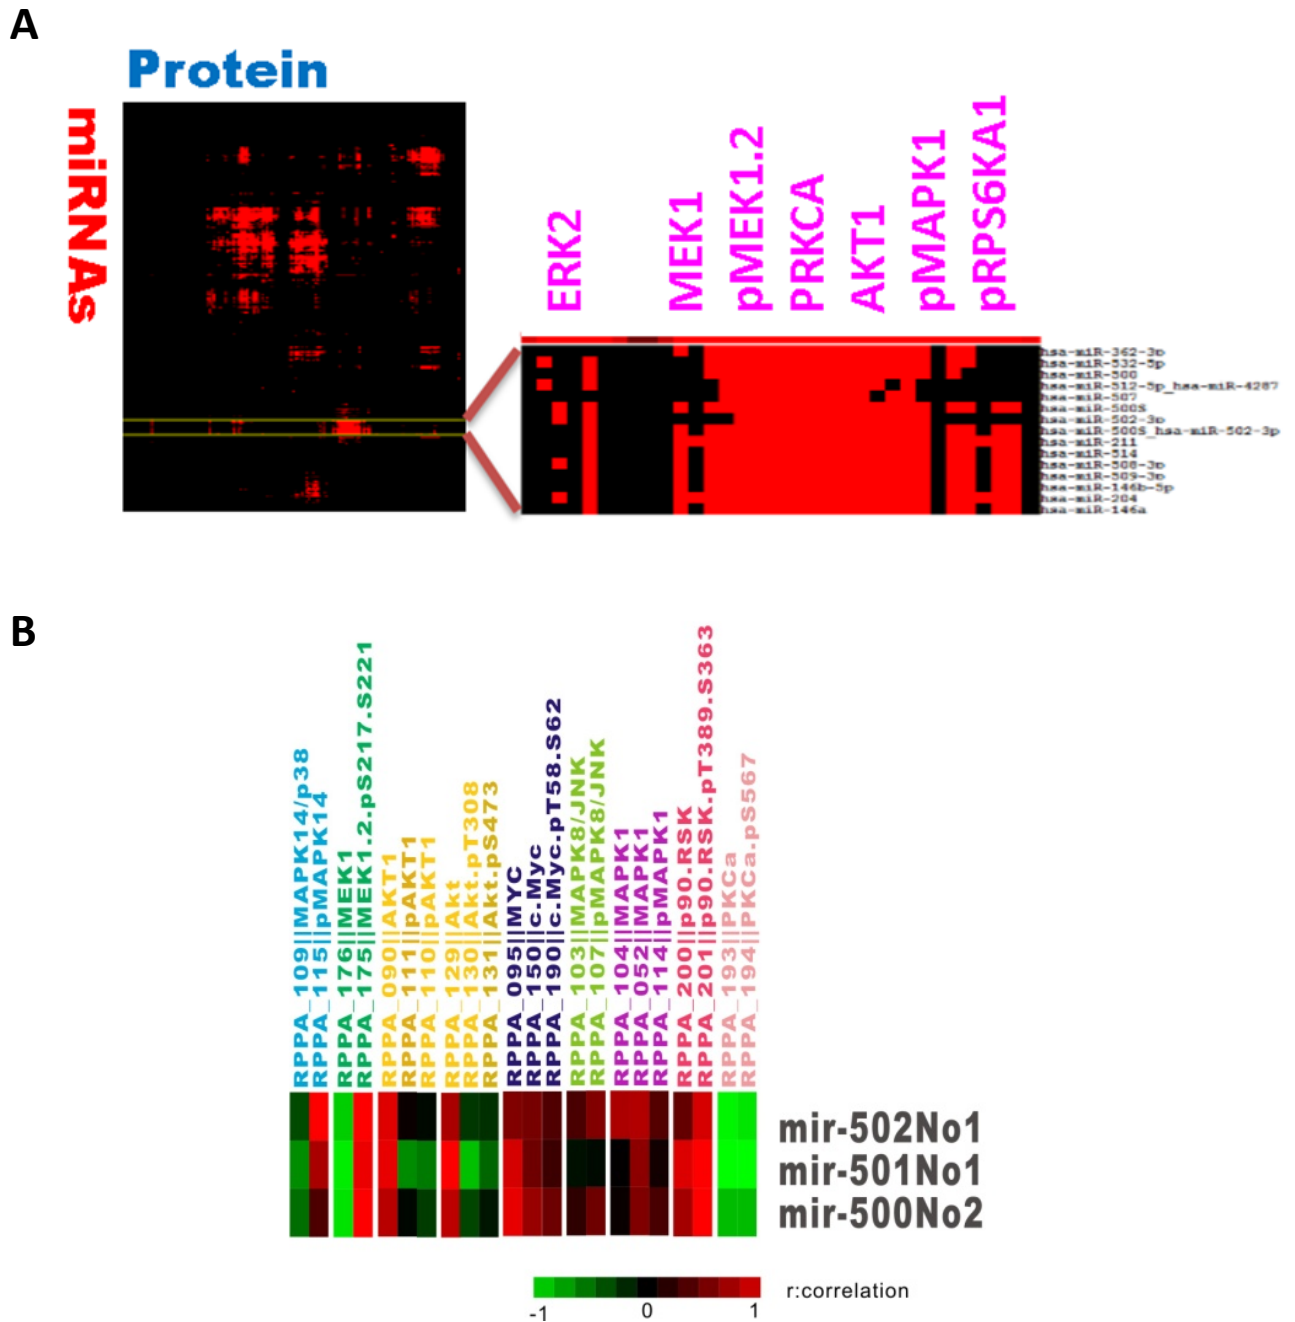 A
Protein
miRNAs
ERK2
MEK1
pMEK1.2
PRKCA
AKT1
pMAPK1
pRPS6KA1
hsa-miR-362-3p
hsa-miR-532-5p
hsa-miR-500
hsa-miR-512-5p_hsa-miR-4287
hsa-miR-507
hsa-miR-500S
hsa-miR-502-3p
hsa-miR-500S_hsa-miR-502-3p
hsa-miR-211
hsa-miR-514
hsa-miR-508-3p
hsa-miR-509-3p
hsa-miR-146b-5p
hsa-miR-204
hsa-miR-146a
B
RPPA_109||MAPK14/p38
RPPA_115||pMAPK14
RPPA_176||MEK1
RPPA_175||MEK1.2.pS217.S221
RPPA_090||AKT1
RPPA_111||pAKT1
RPPA_110||pAKT1
RPPA_129||Akt
RPPA_130||Akt.pT308
RPPA_131||Akt.pS473
RPPA_095||MYC
RPPA_150||c.Myc
RPPA_190||c.Myc.pT58.S62
RPPA_103||MAPK8/JNK
RPPA_107||pMAPK8/JNK
RPPA_104||MAPK1
RPPA_052||MAPK1
RPPA_114||pMAPK1
RPPA_200||p90.RSK
RPPA_201||p90.RSK.pT389.S363
RPPA_193||PKCa
RPPA_194||PKCa.pS567
mir-502No1
mir-501No1
mir-500No2
r:correlation
-1 0 1